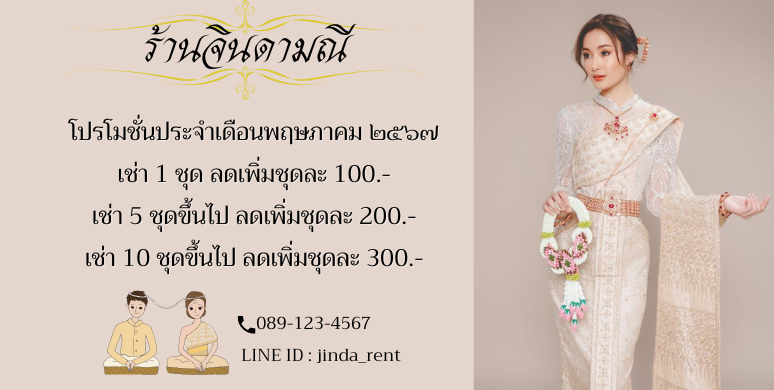 ร้านจินดามณี
โปรโมชั่นประจำเดือนพฤษภาคม ๒๕๖๗
เช่า 1 ชุด ลดเพิ่มชุดละ 100.-
เช่า 5 ชุดขึ้นไป ลดเพิ่มชุดละ 200.-
เช่า 10 ชุดขึ้นไป ลดเพิ่มชุดละ 300.-
089-123-4567
LINE ID : jinda_rent